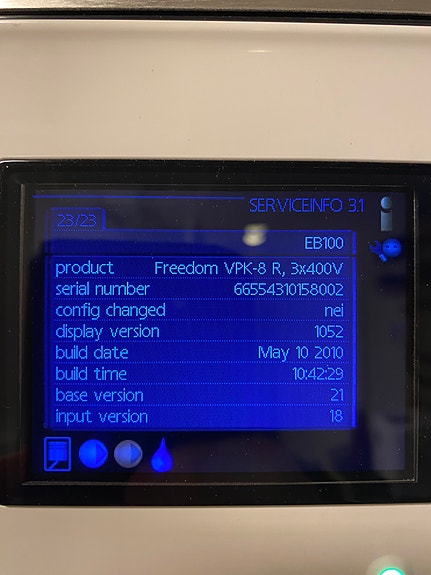 SERVICEINFO 3.1
23/23
EB100
product Freedom VPK-8 R, 3x400V
serial number 66554310158002
config changed nei
display version 1052
build date May 10 2010
build time 10:42:29
base version 21
input version 18